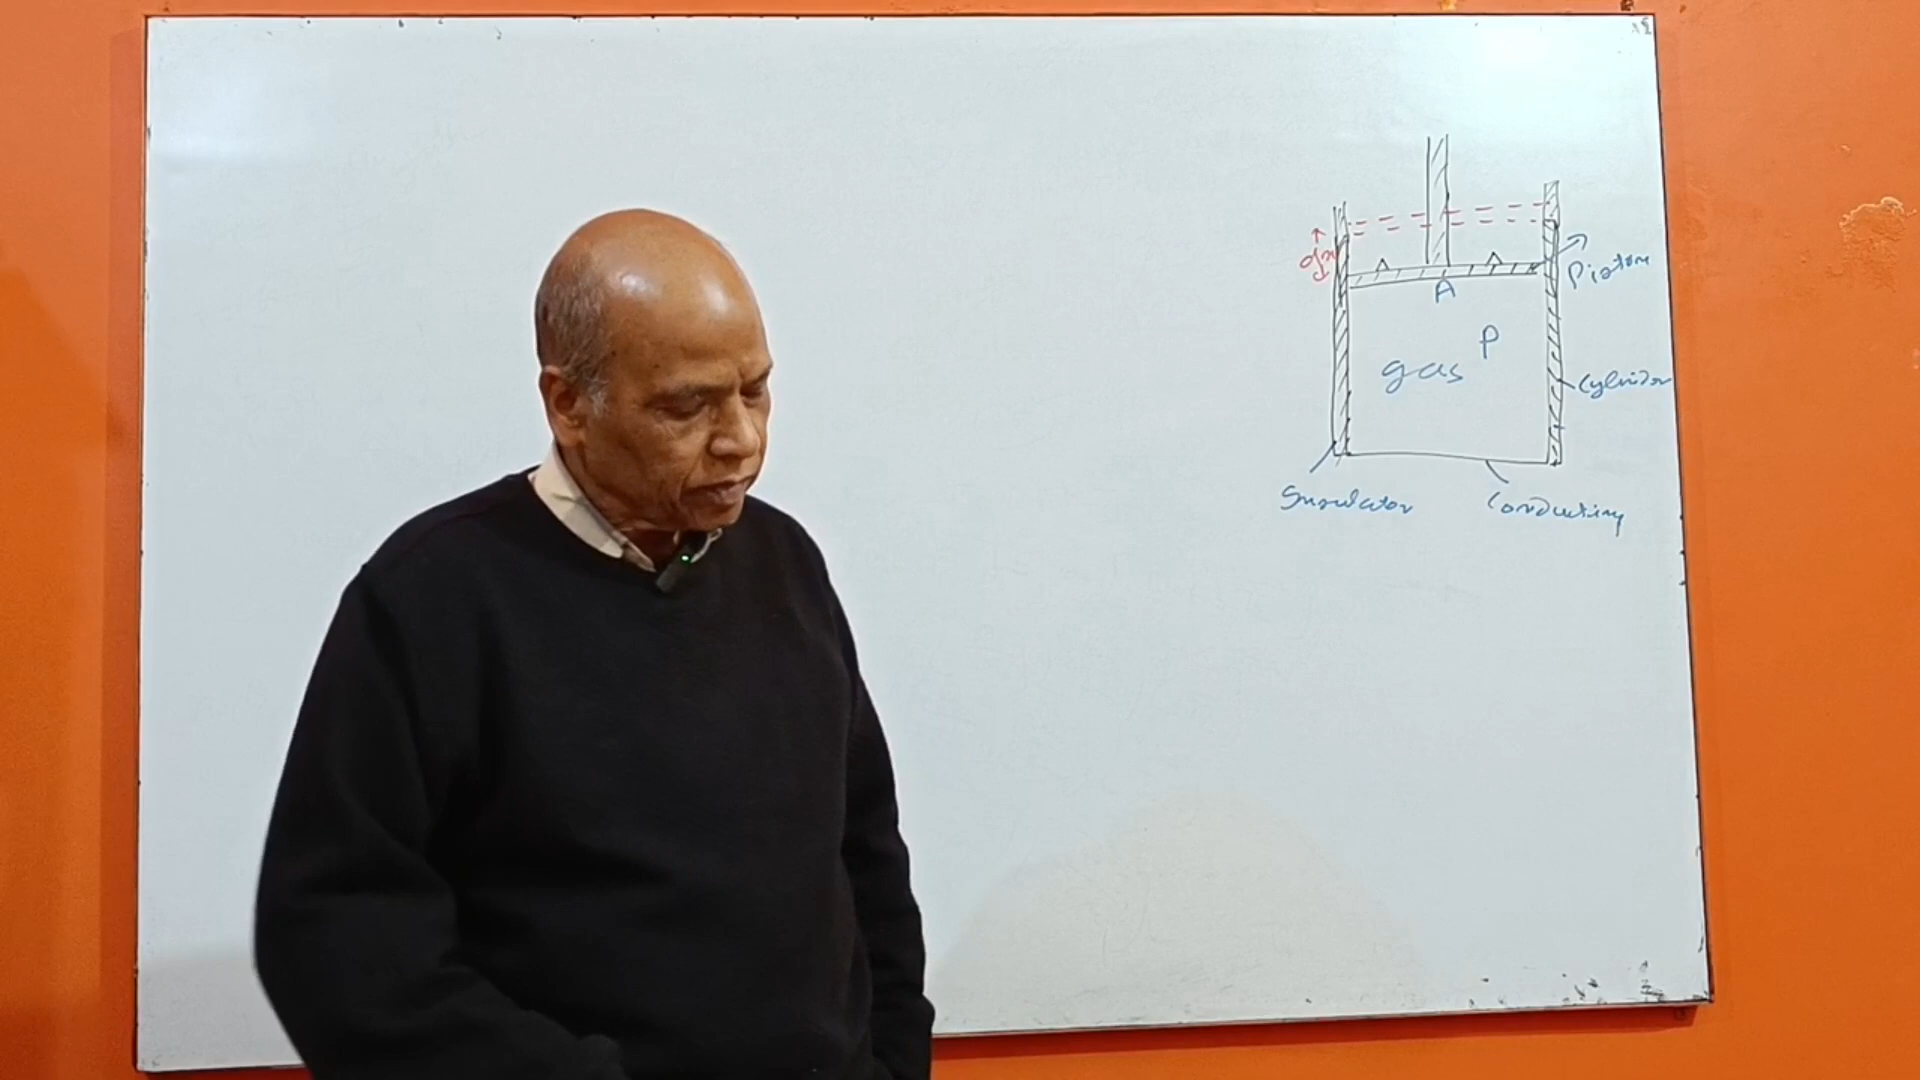 dx
Piston
A
P
gas
Cylinder
Insulator
Conducting